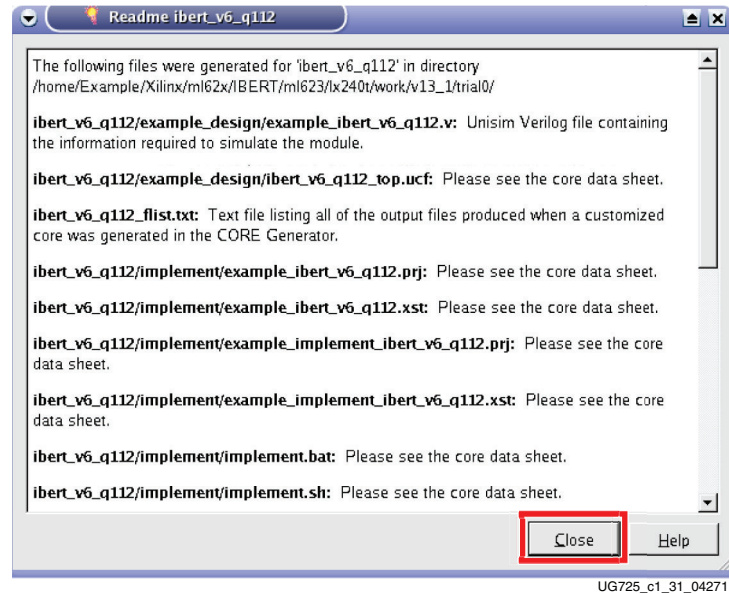 Readme ibert_v6_q112
The following files were generated for 'ibert_v6_q112' in directory
/home/Example/Xilinx/ml62x/IBERT/ml623/lx240t/work/v13_1/trial0/
ibert_v6_q112/example_design/example_ibert_v6_q112.v: Unisim Verilog file containing
the information required to simulate the module.
ibert_v6_q112/example_design/ibert_v6_q112_top.ucf: Please see the core data sheet.
ibert_v6_q112_flist.txt: Text file listing all of the output files produced when a customized
core was generated in the CORE Generator.
ibert_v6_q112/implement/example_ibert_v6_q112.prj: Please see the core data sheet.
ibert_v6_q112/implement/example_ibert_v6_q112.xst: Please see the core data sheet.
ibert_v6_q112/implement/example_implement_ibert_v6_q112.prj: Please see the core
data sheet.
ibert_v6_q112/implement/example_implement_ibert_v6_q112.xst: Please see the core
data sheet.
ibert_v6_q112/implement/implement.bat: Please see the core data sheet.
ibert_v6_q112/implement/implement.sh: Please see the core data sheet.
Close Help
UG725_c1_31_04271